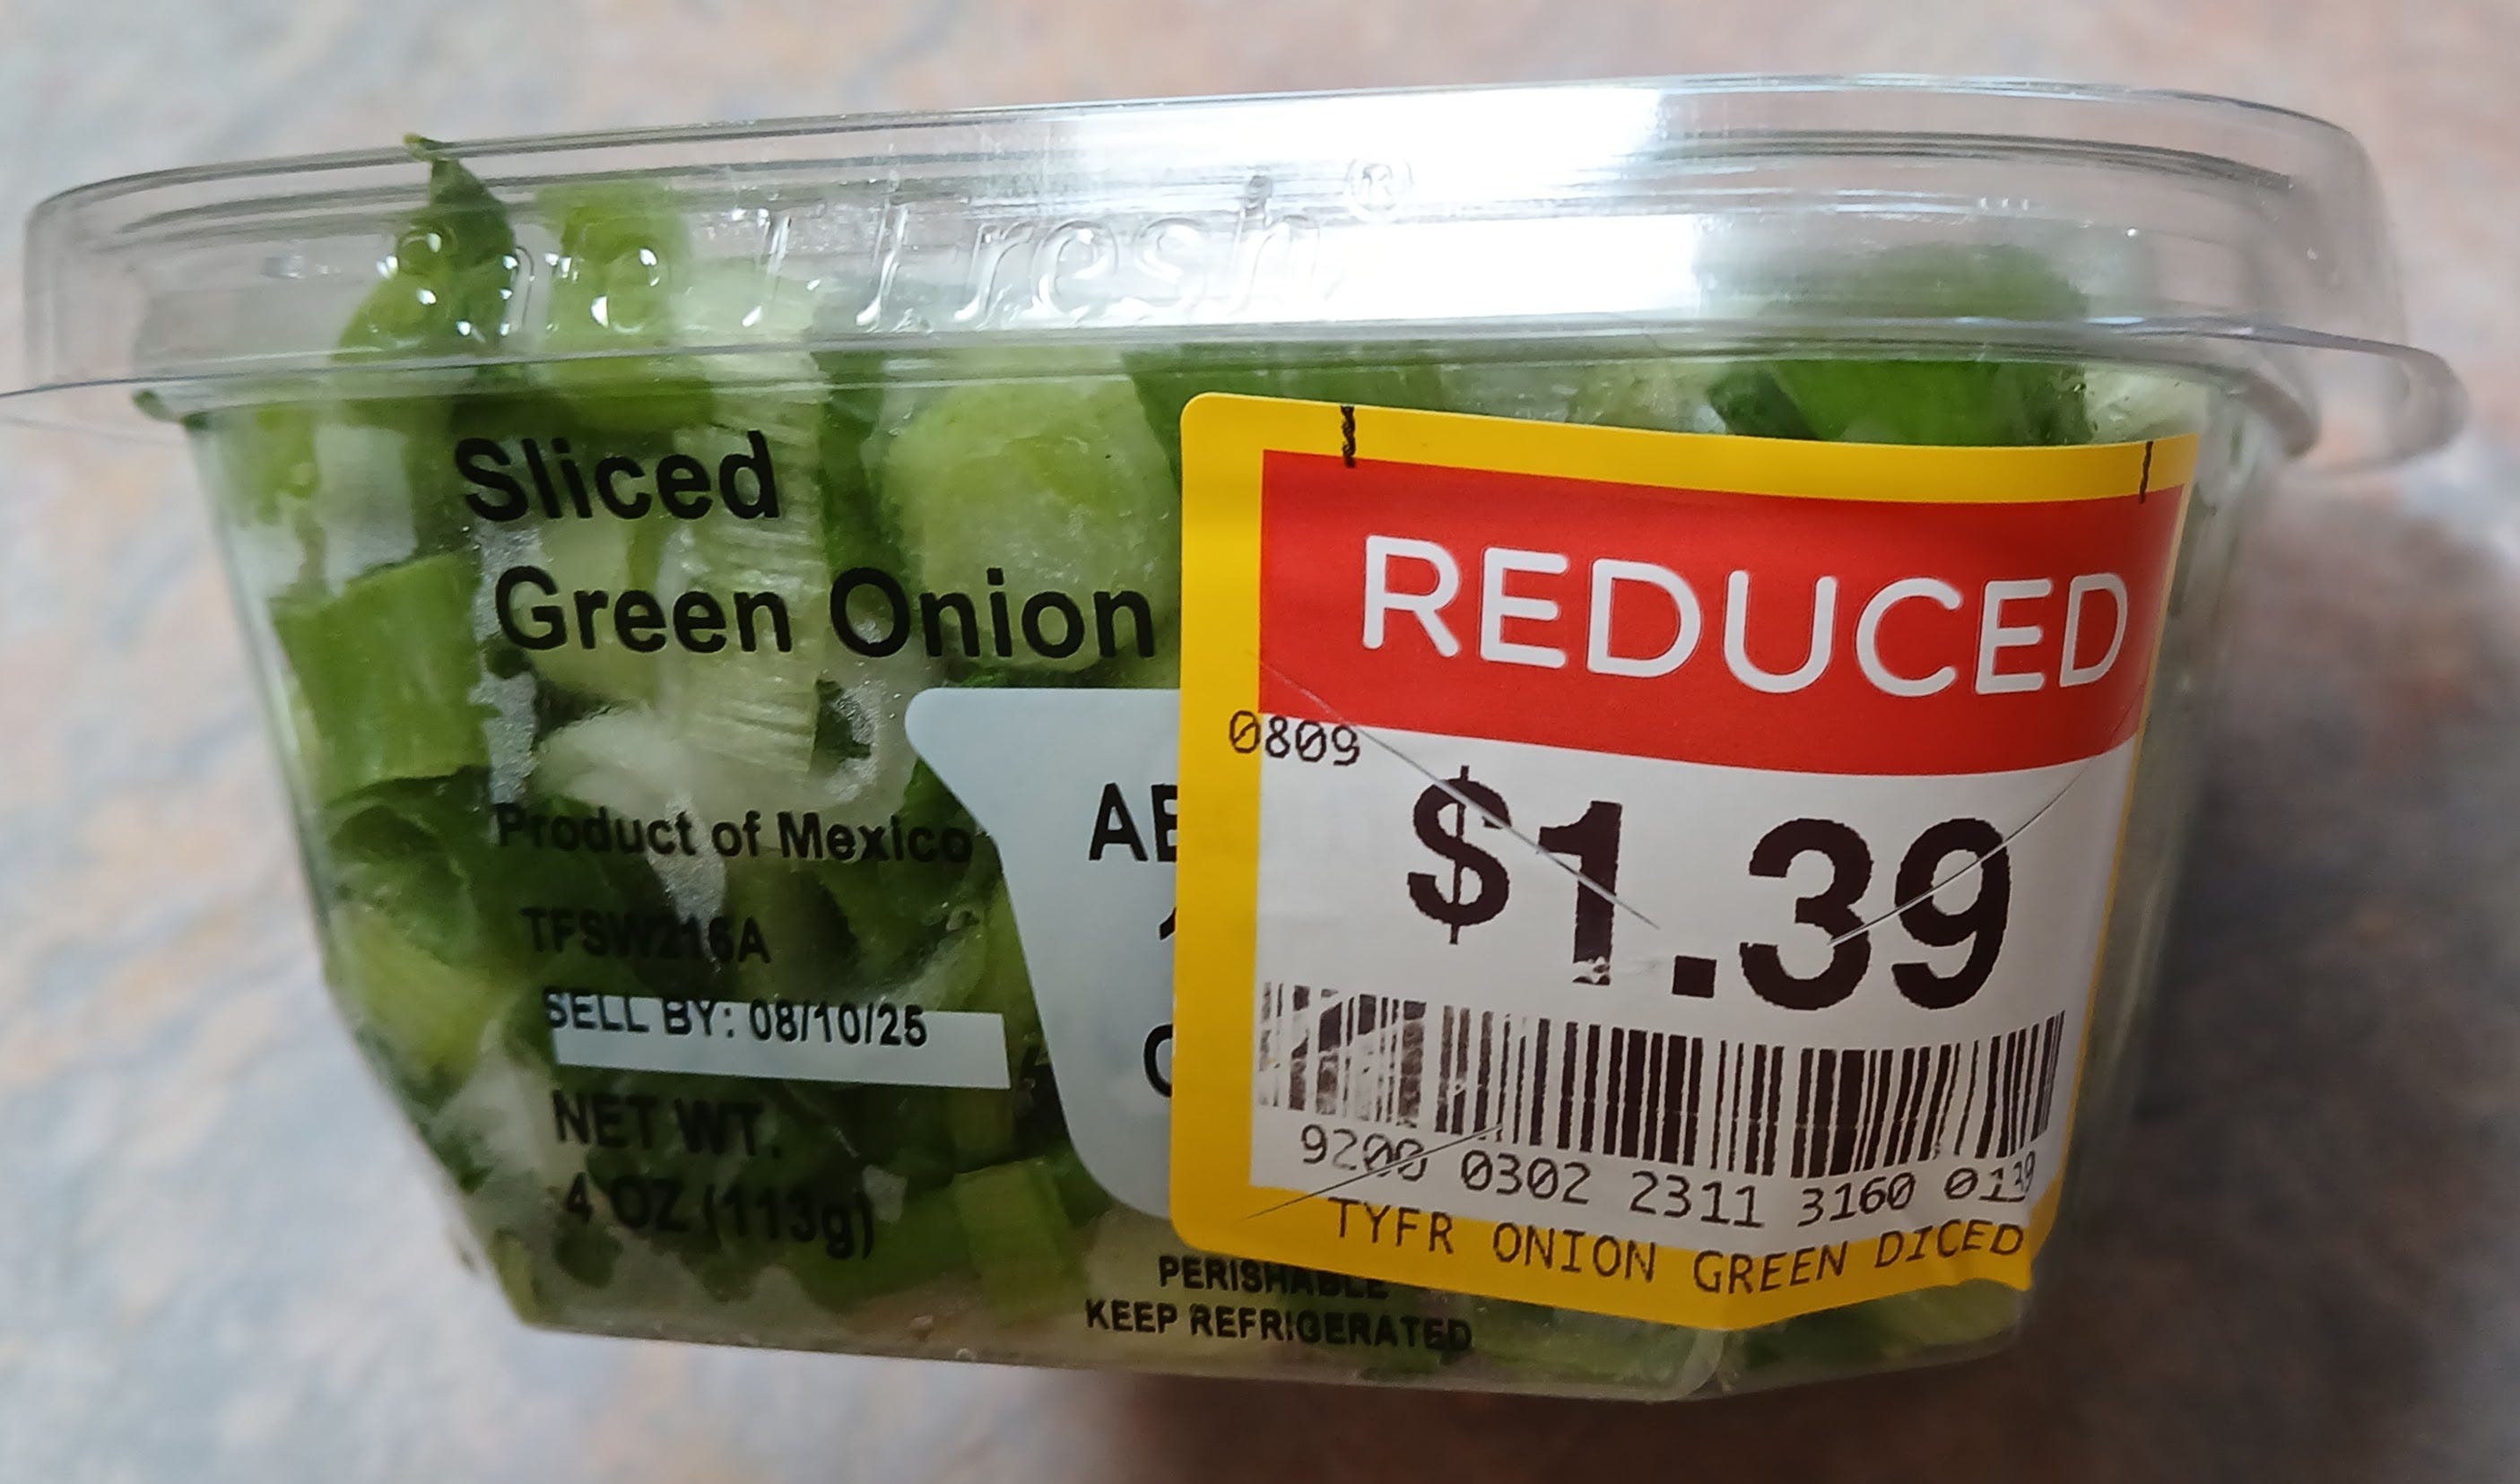 fresh®
Sliced
Green Onion
Product of Mexico
TFSW216A
SELL BY: 08/10/25
NET WT.
4 OZ (113g)
PERISHABLE
KEEP REFRIGERATED
REDUCED
0809
$1.39
9200 0302 2311 3160 0139
TYFR ONION GREEN DICED